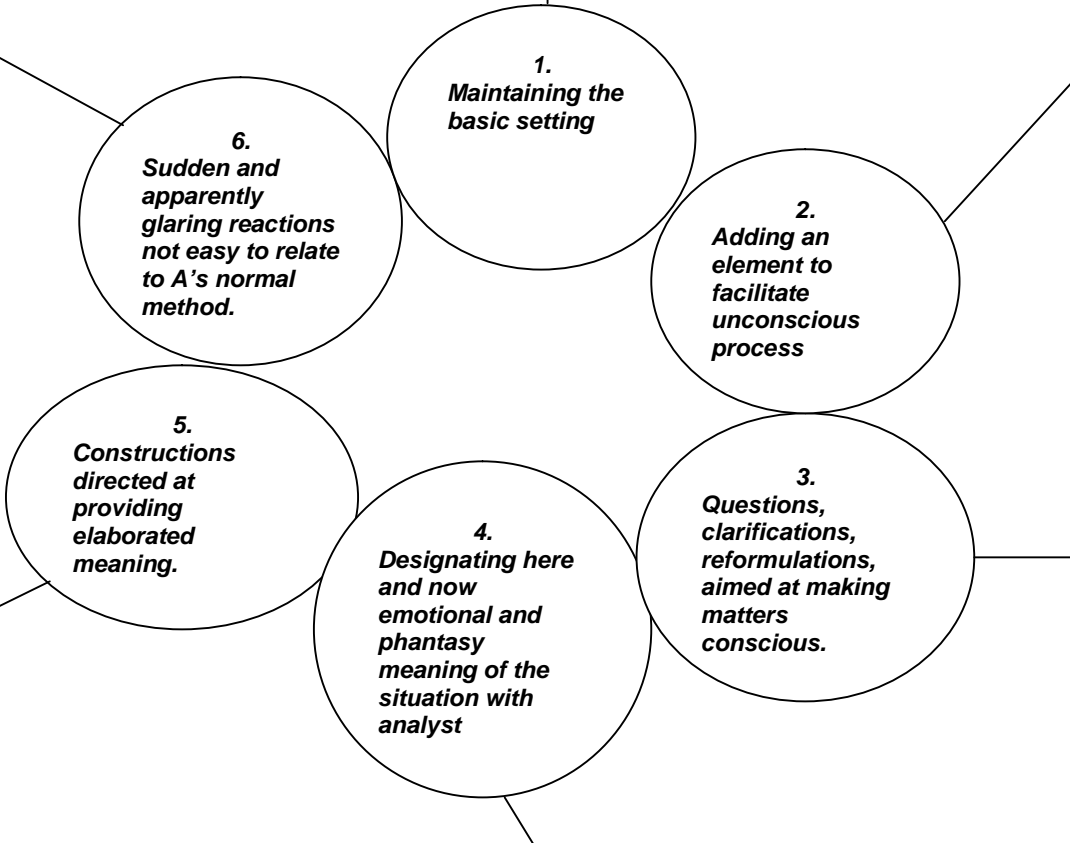 1.
Maintaining the
basic setting
2.
Adding an
element to
facilitate
unconscious
process
3.
Questions,
clarifications,
reformulations,
aimed at making
matters
conscious.
4.
Designating here
and now
emotional and
phantasy
meaning of the
situation with
analyst
5.
Constructions
directed at
providing
elaborated
meaning.
6.
Sudden and
apparently
glaring reactions
not easy to relate
to A’s normal
method.